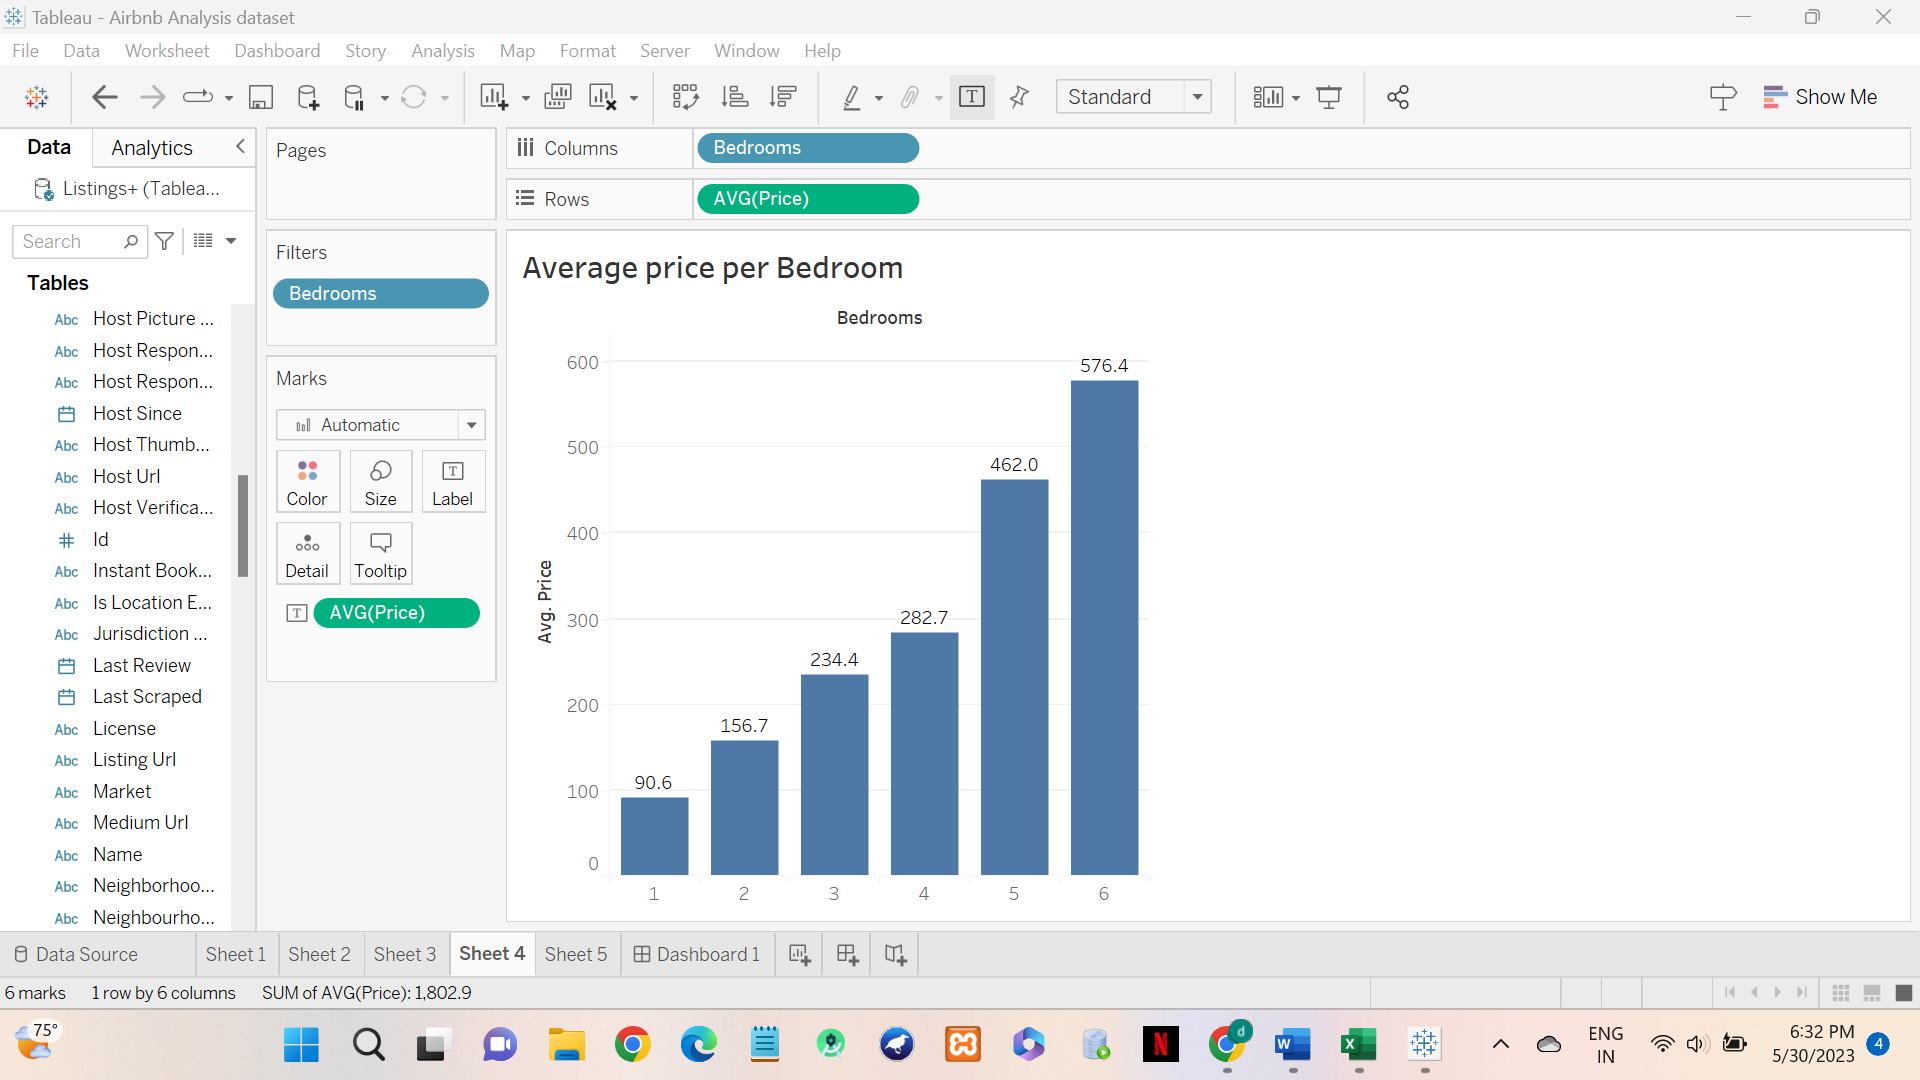 Tableau - Airbnb Analysis dataset
File Data Worksheet Dashboard Story Analysis Map Format Server Window Help
Standard
Show Me
Data Analytics
Listings+ (Tablea...
Search
Tables
Abc Host Picture ...
Abc Host Respon...
Abc Host Respon...
Host Since
Abc Host Thumb...
Abc Host Url
Abc Host Verifica...
Id
Abc Instant Book...
Abc Is Location E...
Abc Jurisdiction ...
Last Review
Last Scraped
Abc License
Abc Listing Url
Abc Market
Abc Medium Url
Abc Name
Abc Neighborhoo...
Abc Neighbourho...
Pages
Filters
Bedrooms
Marks
Automatic
Color Size Label
Detail Tooltip
AVG(Price)
Columns Bedrooms
Rows AVG(Price)
Average price per Bedroom
Bedrooms
Avg. Price
600
500
400
300
200
100
0
90.6
156.7
234.4
282.7
462.0
576.4
1 2 3 4 5 6
Data Source Sheet 1 Sheet 2 Sheet 3 Sheet 4 Sheet 5 Dashboard 1
6 marks 1 row by 6 columns SUM of AVG(Price): 1,802.9
75°
d
ENG
IN
6:32 PM
5/30/2023
4